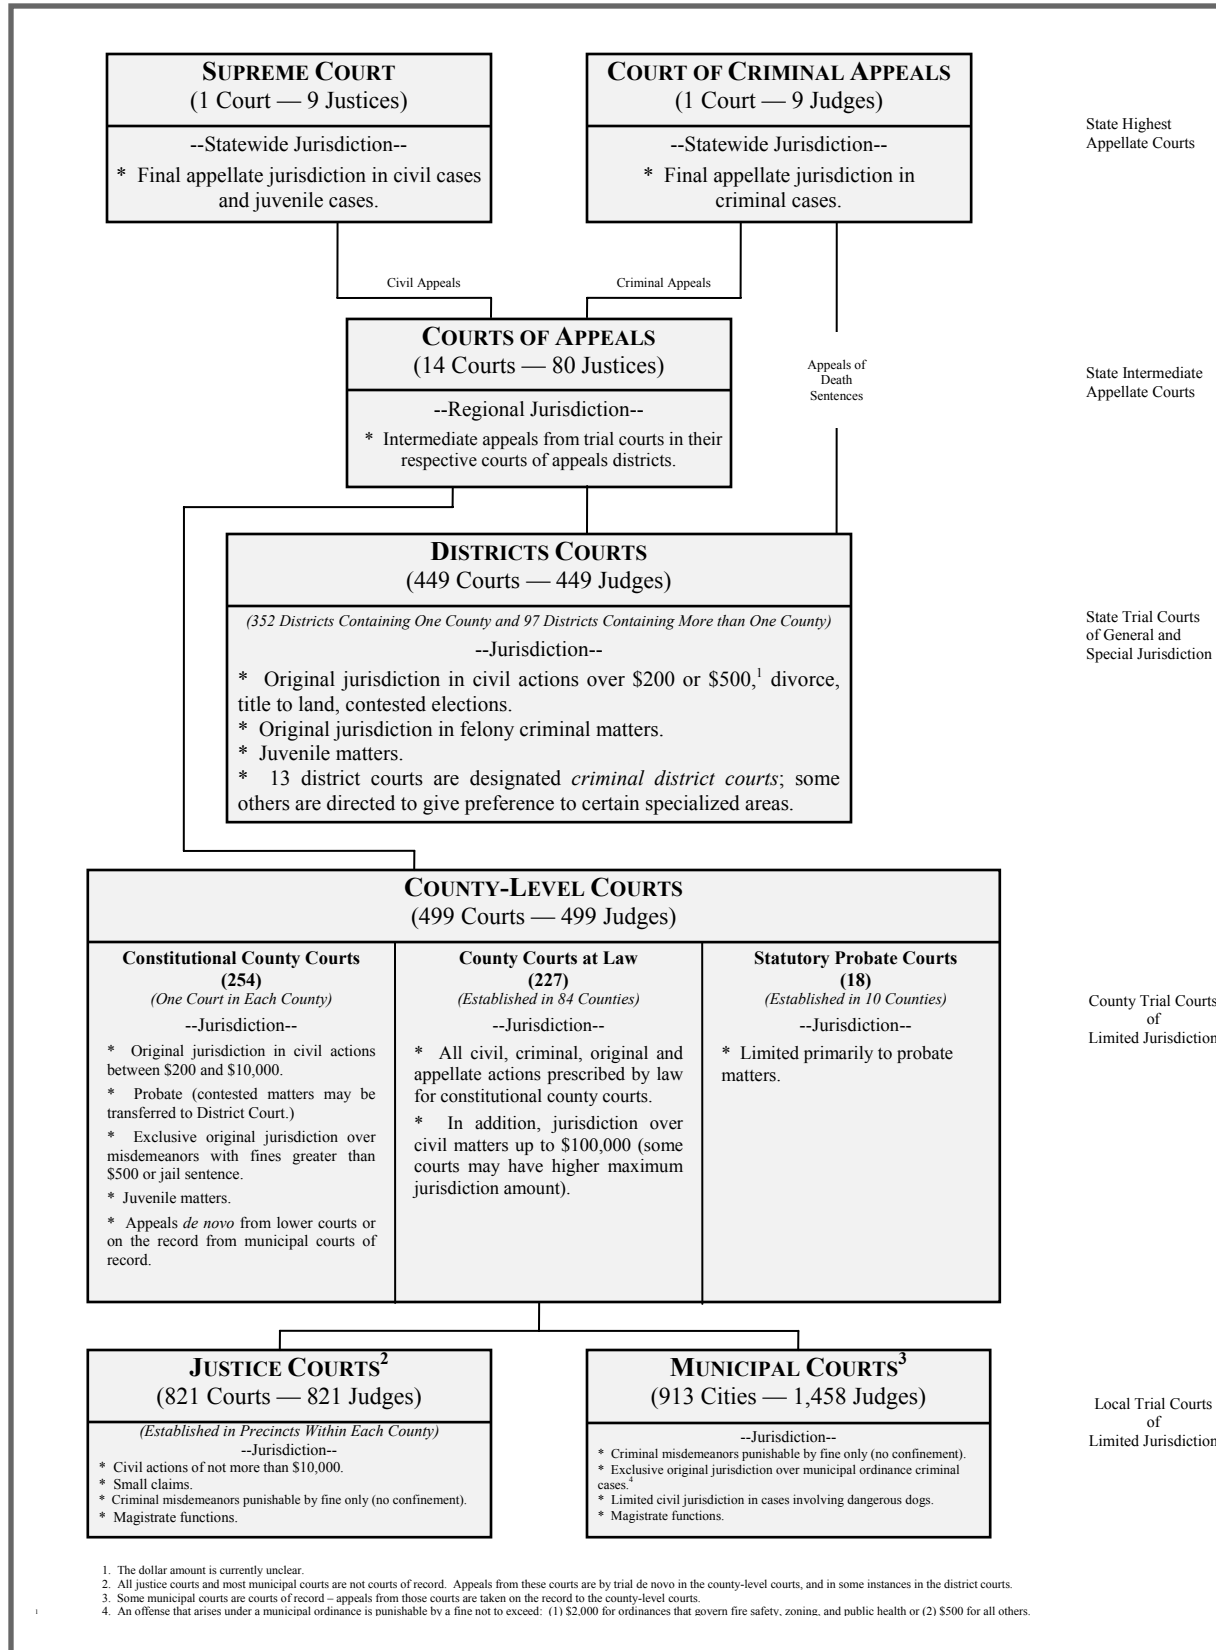 SUPREME COURT
(1 Court — 9 Justices)
--Statewide Jurisdiction--
* Final appellate jurisdiction in civil cases
and juvenile cases.
COURT OF CRIMINAL APPEALS
(1 Court — 9 Judges)
--Statewide Jurisdiction--
* Final appellate jurisdiction in
criminal cases.
State Highest
Appellate Courts
Civil Appeals
Criminal Appeals
COURTS OF APPEALS
(14 Courts — 80 Justices)
--Regional Jurisdiction--
* Intermediate appeals from trial courts in their
respective courts of appeals districts.
Appeals of
Death
Sentences
State Intermediate
Appellate Courts
DISTRICTS COURTS
(449 Courts — 449 Judges)
(352 Districts Containing One County and 97 Districts Containing More than One County)
--Jurisdiction--
* Original jurisdiction in civil actions over $200 or $500,1 divorce,
title to land, contested elections.
* Original jurisdiction in felony criminal matters.
* Juvenile matters.
* 13 district courts are designated criminal district courts; some
others are directed to give preference to certain specialized areas.
State Trial Courts
of General and
Special Jurisdiction
COUNTY-LEVEL COURTS
(499 Courts — 499 Judges)
Constitutional County Courts
(254)
(One Court in Each County)
--Jurisdiction--
* Original jurisdiction in civil actions
between $200 and $10,000.
* Probate (contested matters may be
transferred to District Court.)
* Exclusive original jurisdiction over
misdemeanors with fines greater than
$500 or jail sentence.
* Juvenile matters.
* Appeals de novo from lower courts or
on the record from municipal courts of
record.
County Courts at Law
(227)
(Established in 84 Counties)
--Jurisdiction--
* All civil, criminal, original and
appellate actions prescribed by law
for constitutional county courts.
* In addition, jurisdiction over
civil matters up to $100,000 (some
courts may have higher maximum
jurisdiction amount).
Statutory Probate Courts
(18)
(Established in 10 Counties)
--Jurisdiction--
* Limited primarily to probate
matters.
County Trial Courts
of
Limited Jurisdiction
JUSTICE COURTS2
(821 Courts — 821 Judges)
(Established in Precincts Within Each County)
--Jurisdiction--
* Civil actions of not more than $10,000.
* Small claims.
* Criminal misdemeanors punishable by fine only (no confinement).
* Magistrate functions.
MUNICIPAL COURTS3
(913 Cities — 1,458 Judges)
--Jurisdiction--
* Criminal misdemeanors punishable by fine only (no confinement).
* Exclusive original jurisdiction over municipal ordinance criminal
cases.4
* Limited civil jurisdiction in cases involving dangerous dogs.
* Magistrate functions.
Local Trial Courts
of
Limited Jurisdiction
1. The dollar amount is currently unclear.
2. All justice courts and most municipal courts are not courts of record. Appeals from these courts are by trial de novo in the county-level courts, and in some instances in the district courts.
3. Some municipal courts are courts of record – appeals from those courts are taken on the record to the county-level courts.
4. An offense that arises under a municipal ordinance is punishable by a fine not to exceed: (1) $2,000 for ordinances that govern fire safety, zoning, and public health or (2) $500 for all others.